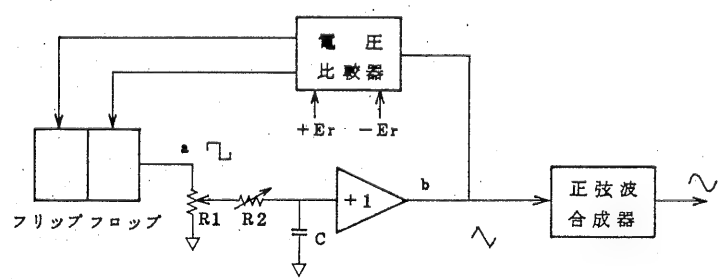 電 圧
比較器
+Er -Er
a
b
フリップフロップ
R1 R2
C
+1
正弦波
合成器